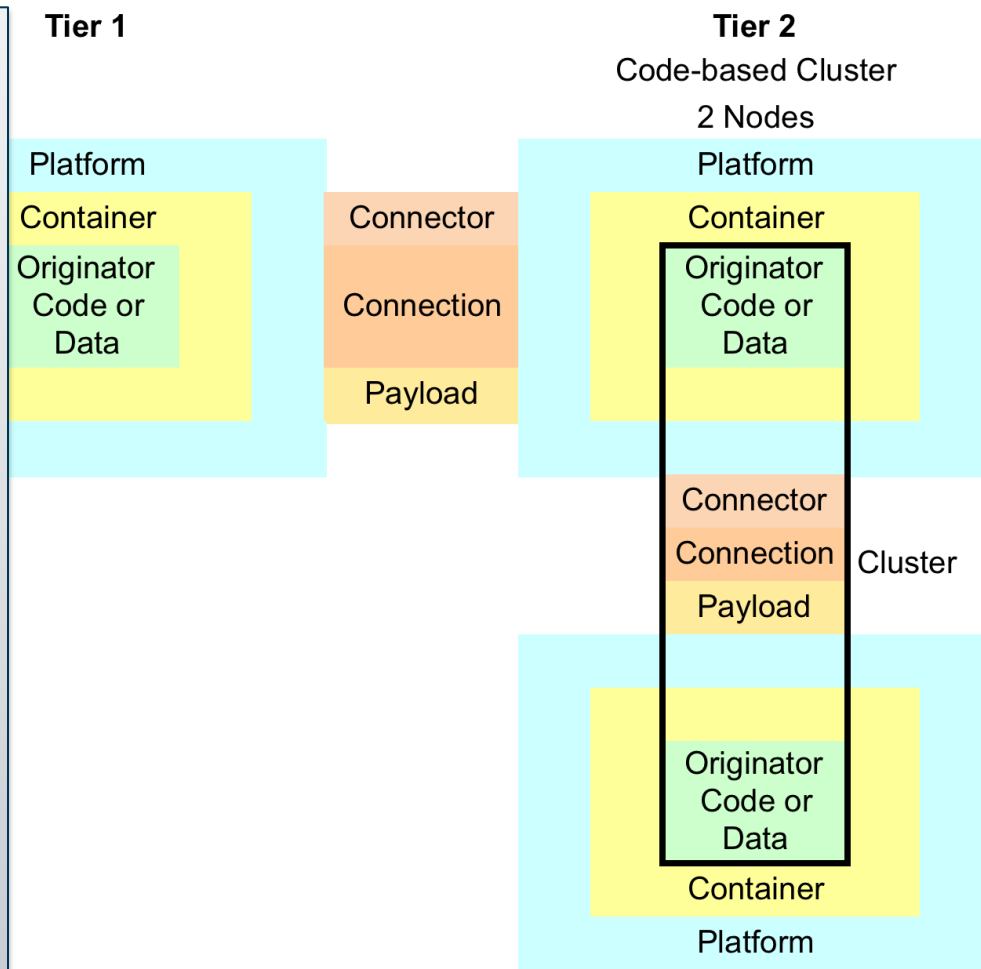 Tier 1
Tier 2
Code-based Cluster
2 Nodes
Platform
Container
Originator
Code or
Data
Connector
Connection
Payload
Platform
Container
Originator
Code or
Data
Connector
Connection
Payload
Cluster
Originator
Code or
Data
Container
Platform